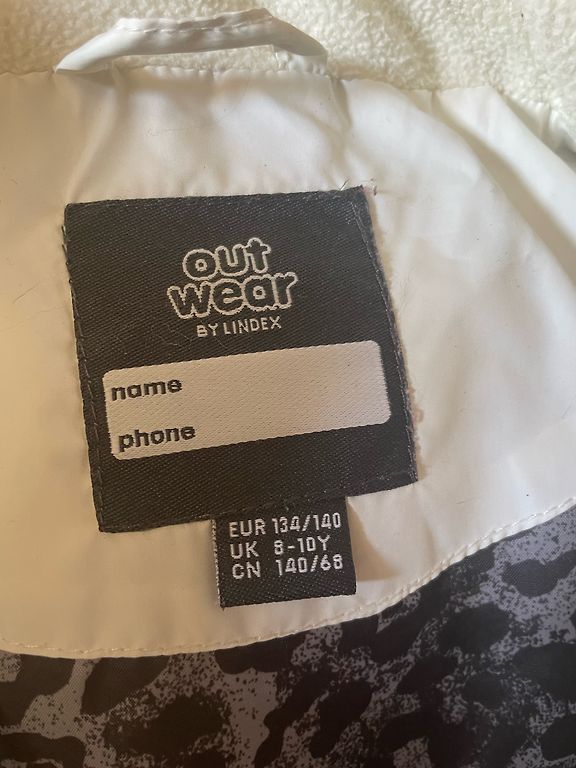 out
wear
BY LINDEX
name
phone
EUR 134/140
UK 8-10Y
CN 140/68